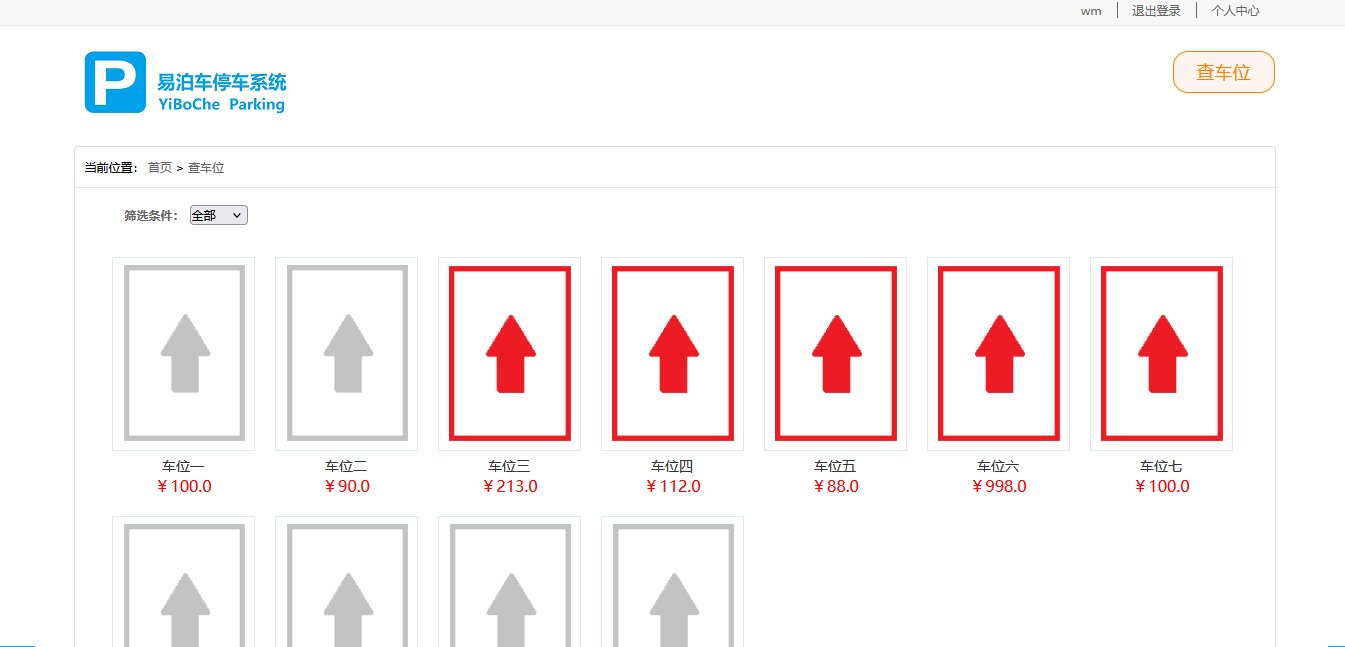 wm 退出登录 个人中心
P
易泊车停车系统
YiBoChe Parking
查车位
当前位置: 首页 > 查车位
筛选条件: 全部
车位一 车位二 车位三 车位四 车位五 车位六 车位七
￥100.0 ￥90.0 ￥213.0 ￥112.0 ￥88.0 ￥998.0 ￥100.0